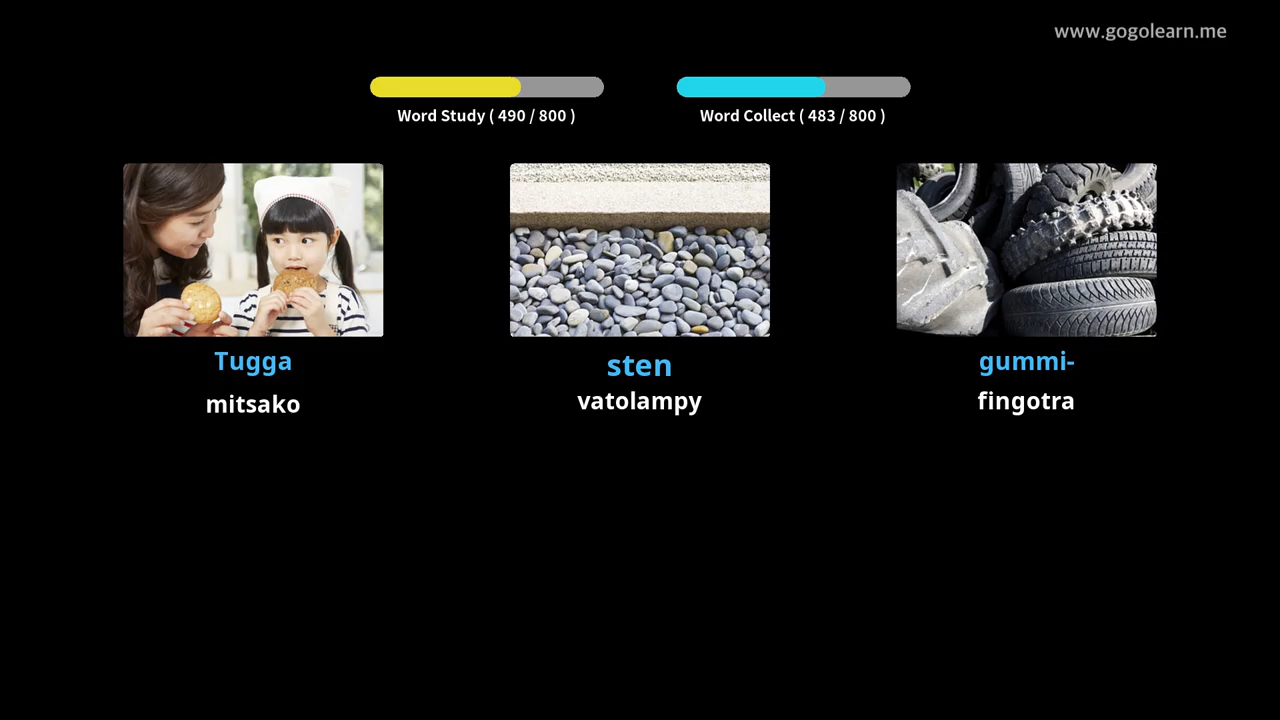 www.gogolearn.me
Word Study ( 490 / 800 )
Word Collect ( 483 / 800 )
Tugga
mitsako
sten
vatolampy
gummi-
fingotra